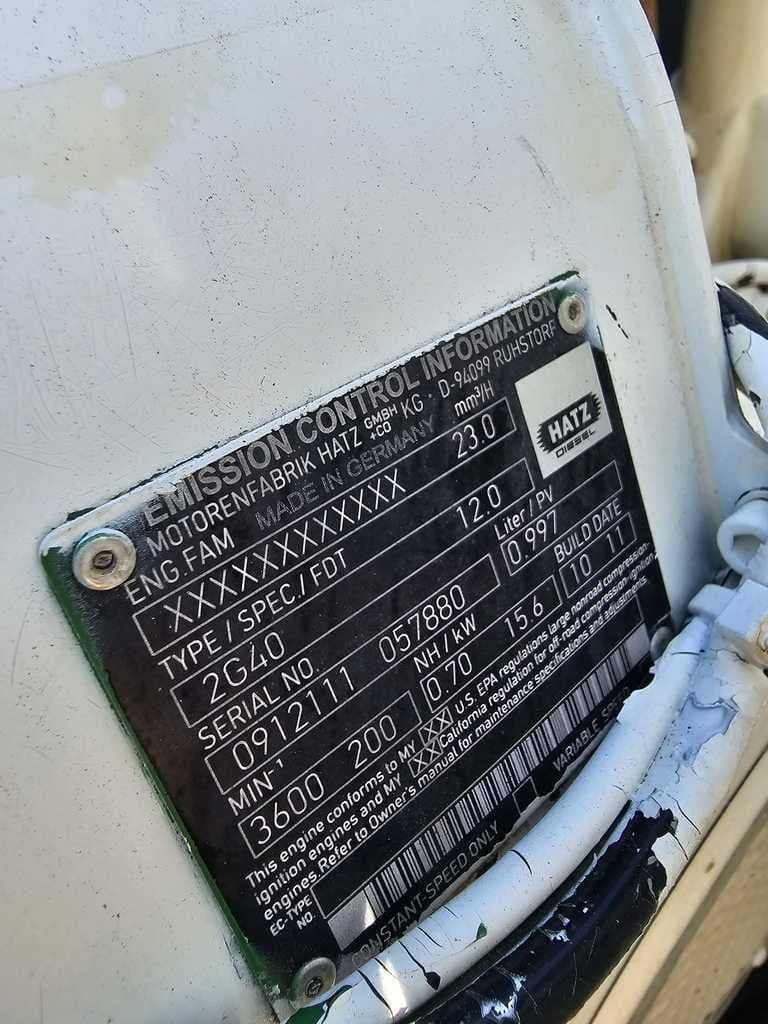 EMISSION CONTROL INFORMATION
MOTORENFABRIK HATZ GMBH +CO KG · D-94099 RUHSTORF
MADE IN GERMANY
ENG.FAM mm³/H
XXXXXXXXXXXX 23.0
HATZ
DIESEL
TYPE / SPEC./ FDT Liter / PV
2G40 12.0 0.997
SERIAL NO. BUILD DATE
0912111 057880 10 11
MIN-¹ NH / kW
3600 200 0.70 15.6
This engine conforms to MY XX U.S. EPA regulations large nonroad compression-
ignition engines and MY XX California regulation for off-road compression-ignition
engines. Refer to Owner's manual for maintenance specifications and adjustments.
EC-TYPE
NO.
CONSTANT-SPEED ONLY VARIABLE SPEED